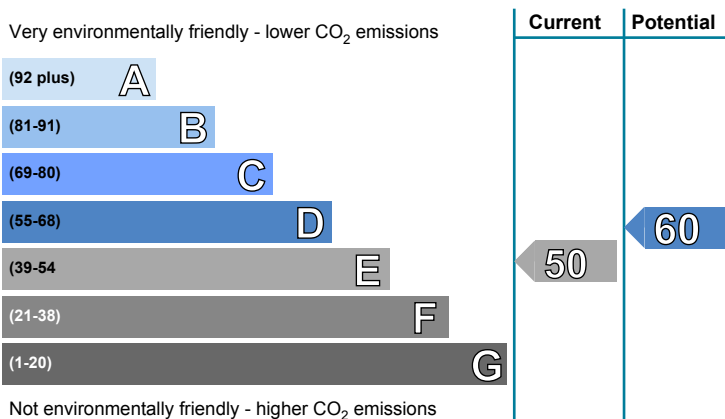 Very environmentally friendly - lower CO2 emissions
Current
Potential
(92 plus) A
(81-91) B
(69-80) C
(55-68) D
(39-54 E
(21-38) F
(1-20) G
50
60
Not environmentally friendly - higher CO2 emissions